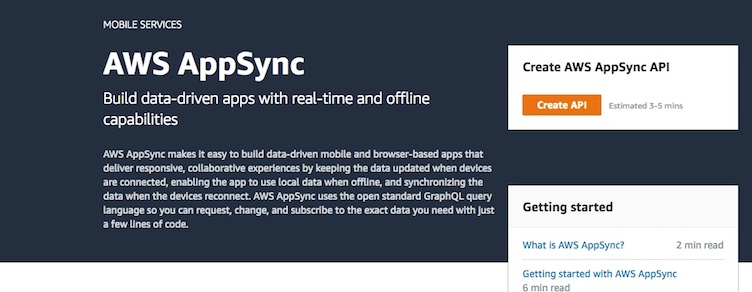 MOBILE SERVICES
AWS AppSync
Build data-driven apps with real-time and offline
capabilities
AWS AppSync makes it easy to build data-driven mobile and browser-based apps that
deliver responsive, collaborative experiences by keeping the data updated when devices
are connected, enabling the app to use local data when offline, and synchronizing the
data when the devices reconnect. AWS AppSync uses the open standard GraphQL query
language so you can request, change, and subscribe to the exact data you need with just
a few lines of code.
Create AWS AppSync API
Create API Estimated 3-5 mins
Getting started
What is AWS AppSync? 2 min read
Getting started with AWS AppSync
6 min read